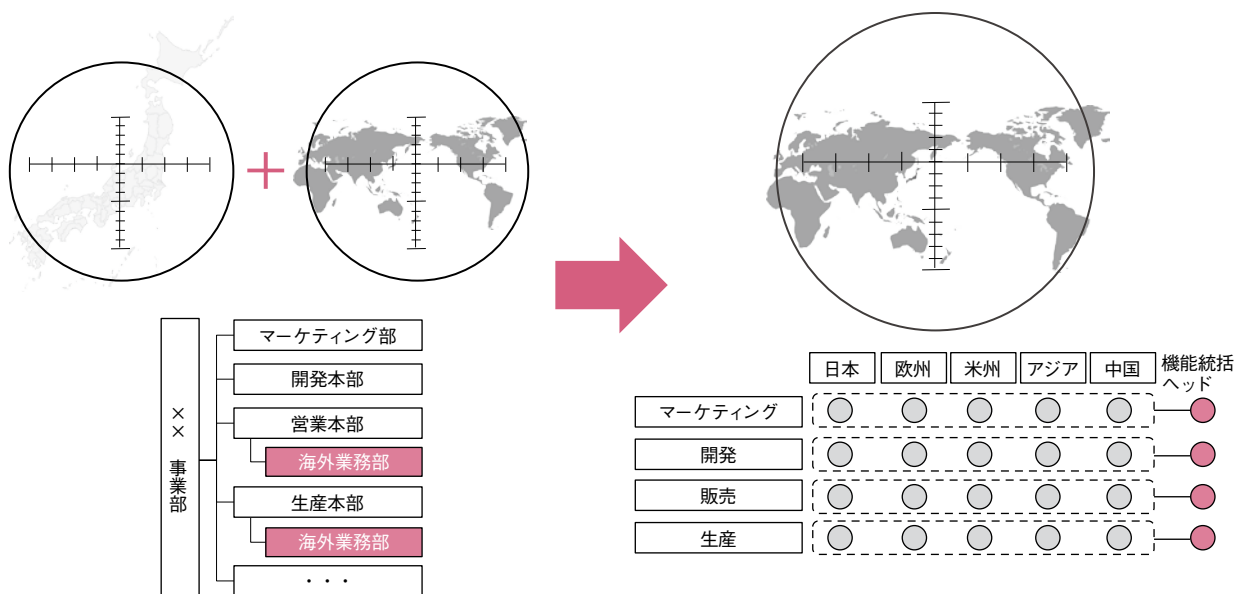 ×× 事業部
マーケティング部
開発本部
営業本部
海外業務部
生産本部
海外業務部
・・・
日本
欧州
米州
アジア
中国
機能統括
ヘッド
マーケティング
開発
販売
生産